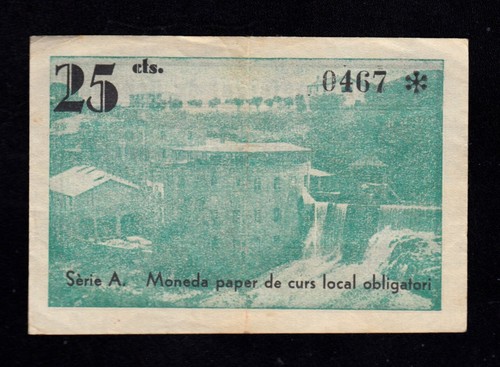 25 cts.
0467 *
Sèrie A. Moneda paper de curs local obligatori